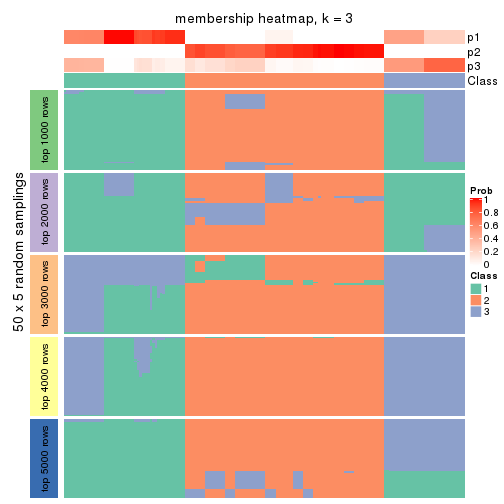 membership heatmap, k = 3
p1
p2
p3
Class
50 x 5 random samplings
top 1000 rows
top 2000 rows
top 3000 rows
top 4000 rows
top 5000 rows
Prob
1
0.8
0.6
0.4
0.2
0
Class
1
2
3